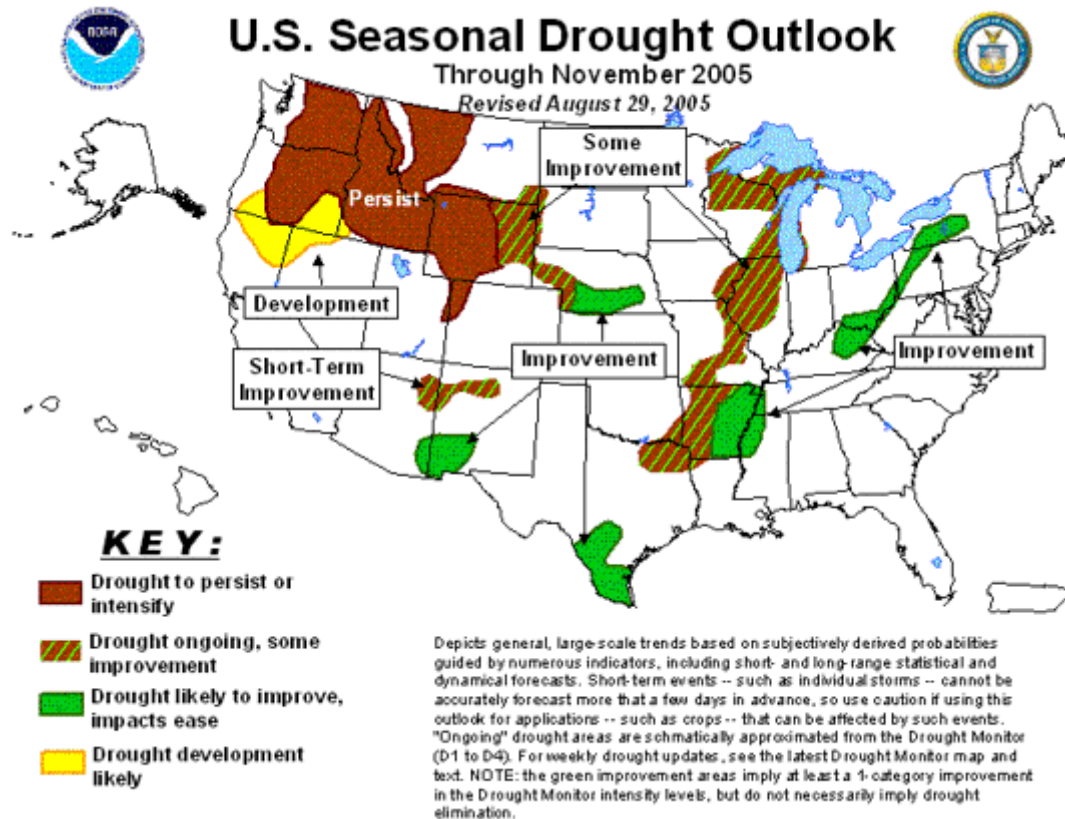 NOAA
U.S. Seasonal Drought Outlook
Through November 2005
Revised August 29, 2005
Some
Improvement
Persist
Development
Short-Term
Improvement
Improvement
Improvement
KEY:
Drought to persist or
intensify
Drought ongoing, some
improvement
Drought likely to improve,
impacts ease
Drought development
likely
Depicts general, large-scale trends based on subjectively derived probabilities
guided by numerous indicators, including short- and long-range statistical and
dynamical forecasts. Short-term events -- such as individual storms -- cannot be
accurately forecast more that a few days in advance, so use caution if using this
outlook for applications -- such as crops -- that can be affected by such events.
"Ongoing" drought areas are schmatically approximated from the Drought Monitor
(D1 to D4). For weekly drought updates, see the latest Drought Monitor map and
text. NOTE: the green improvement areas imply at least a 1-category improvement
in the Drought Monitor intensity levels, but do not necessarily imply drought
elimination.